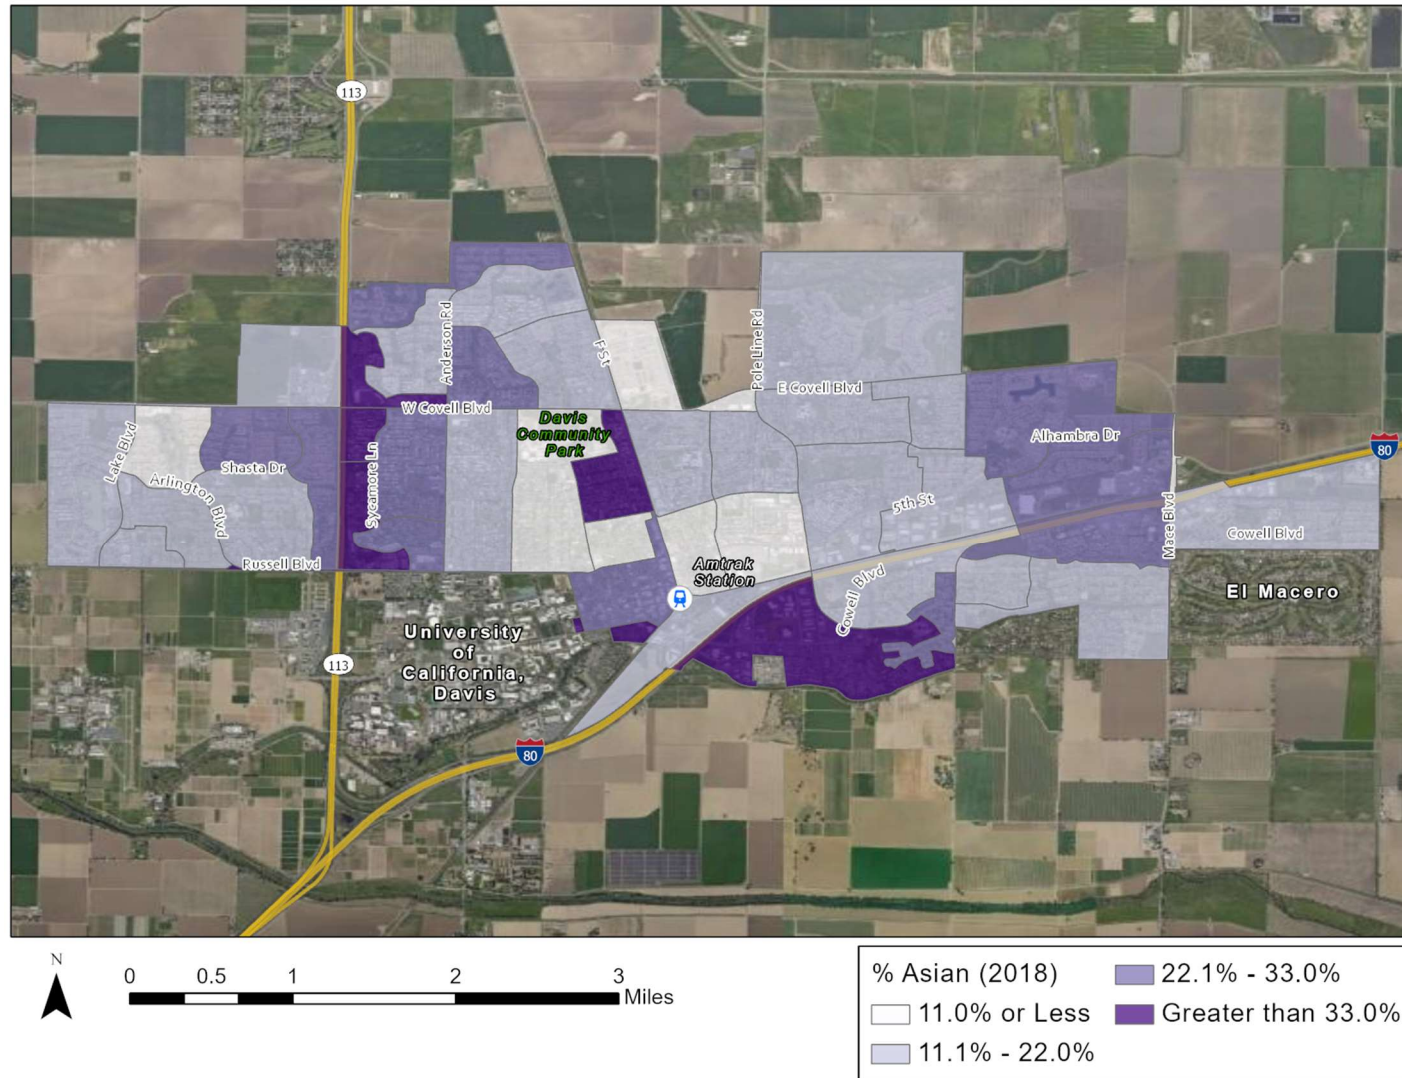 113
Anderson Rd
F St
Pole Line Rd
E Covell Blvd
W Covell Blvd
Davis
Community
Park
Lake Blvd
Shasta Dr
Arlington Blvd
Sycamore Ln
Alhambra Dr
80
5th St
Mace Blvd
Cowell Blvd
Russell Blvd
Amtrak
Station
Cowell Blvd
El Macero
University
of
California,
Davis
113
80
N
0 0.5 1 2 3
Miles
% Asian (2018)
11.0% or Less
11.1% - 22.0%
22.1% - 33.0%
Greater than 33.0%